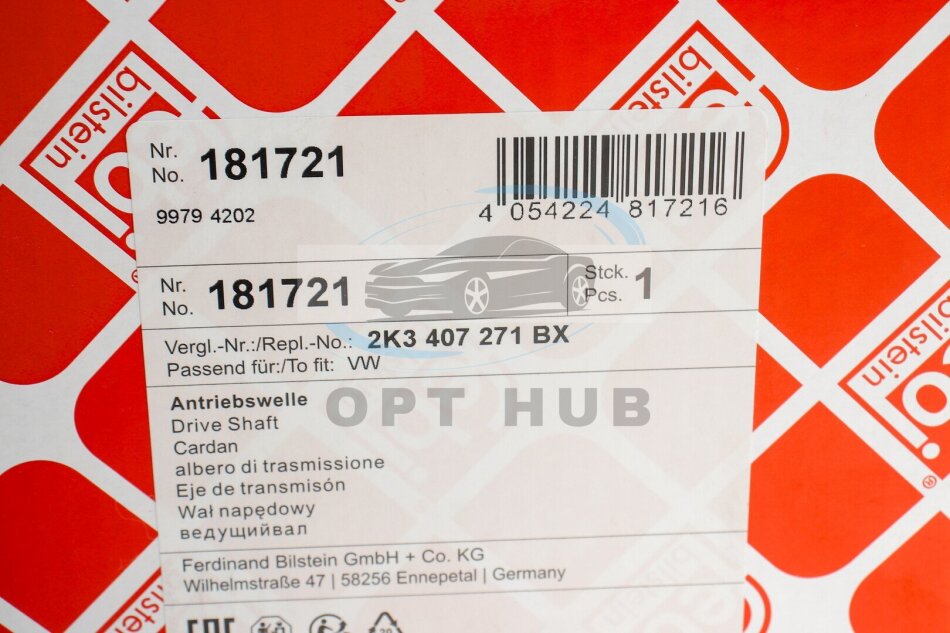 bilstein
bilstein
Nr.
No. 181721
9979 4202
4 054224 817216
Nr.
No. 181721
Stck.
Pcs. 1
Vergl.-Nr.:/Repl.-No.: 2K3 407 271 BX
Passend für:/To fit: VW
OPT HUB
Antriebswelle
Drive Shaft
Cardan
albero di trasmissione
Eje de transmisón
Wał napędowy
ведущийвал
bilstein
Ferdinand Bilstein GmbH + Co. KG
Wilhelmstraße 47 | 58256 Ennepetal | Germany